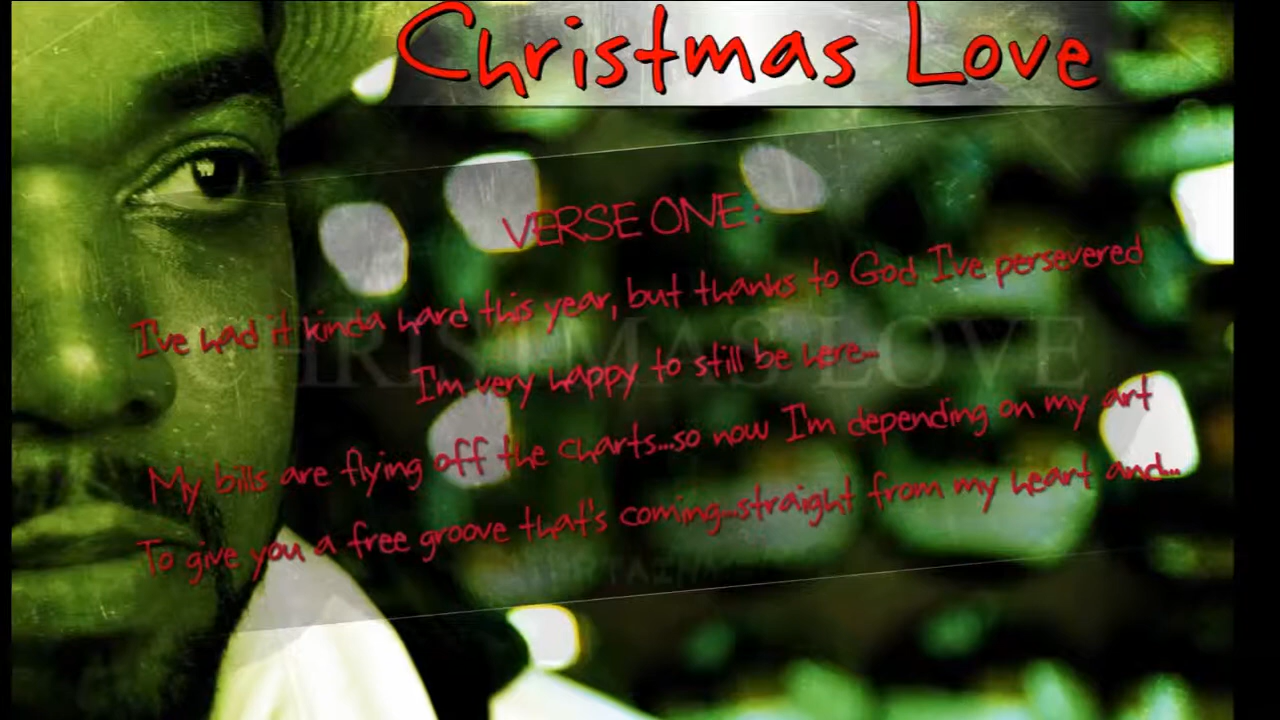 Christmas Love
VERSE ONE:
I've had it kinda hard this year, but thanks to God I've persevered
CHRISTMAS LOVE
I'm very happy to still be here...
My bills are flying off the charts...so now I'm depending on my art
To give you a free groove that's coming...straight from my heart and...